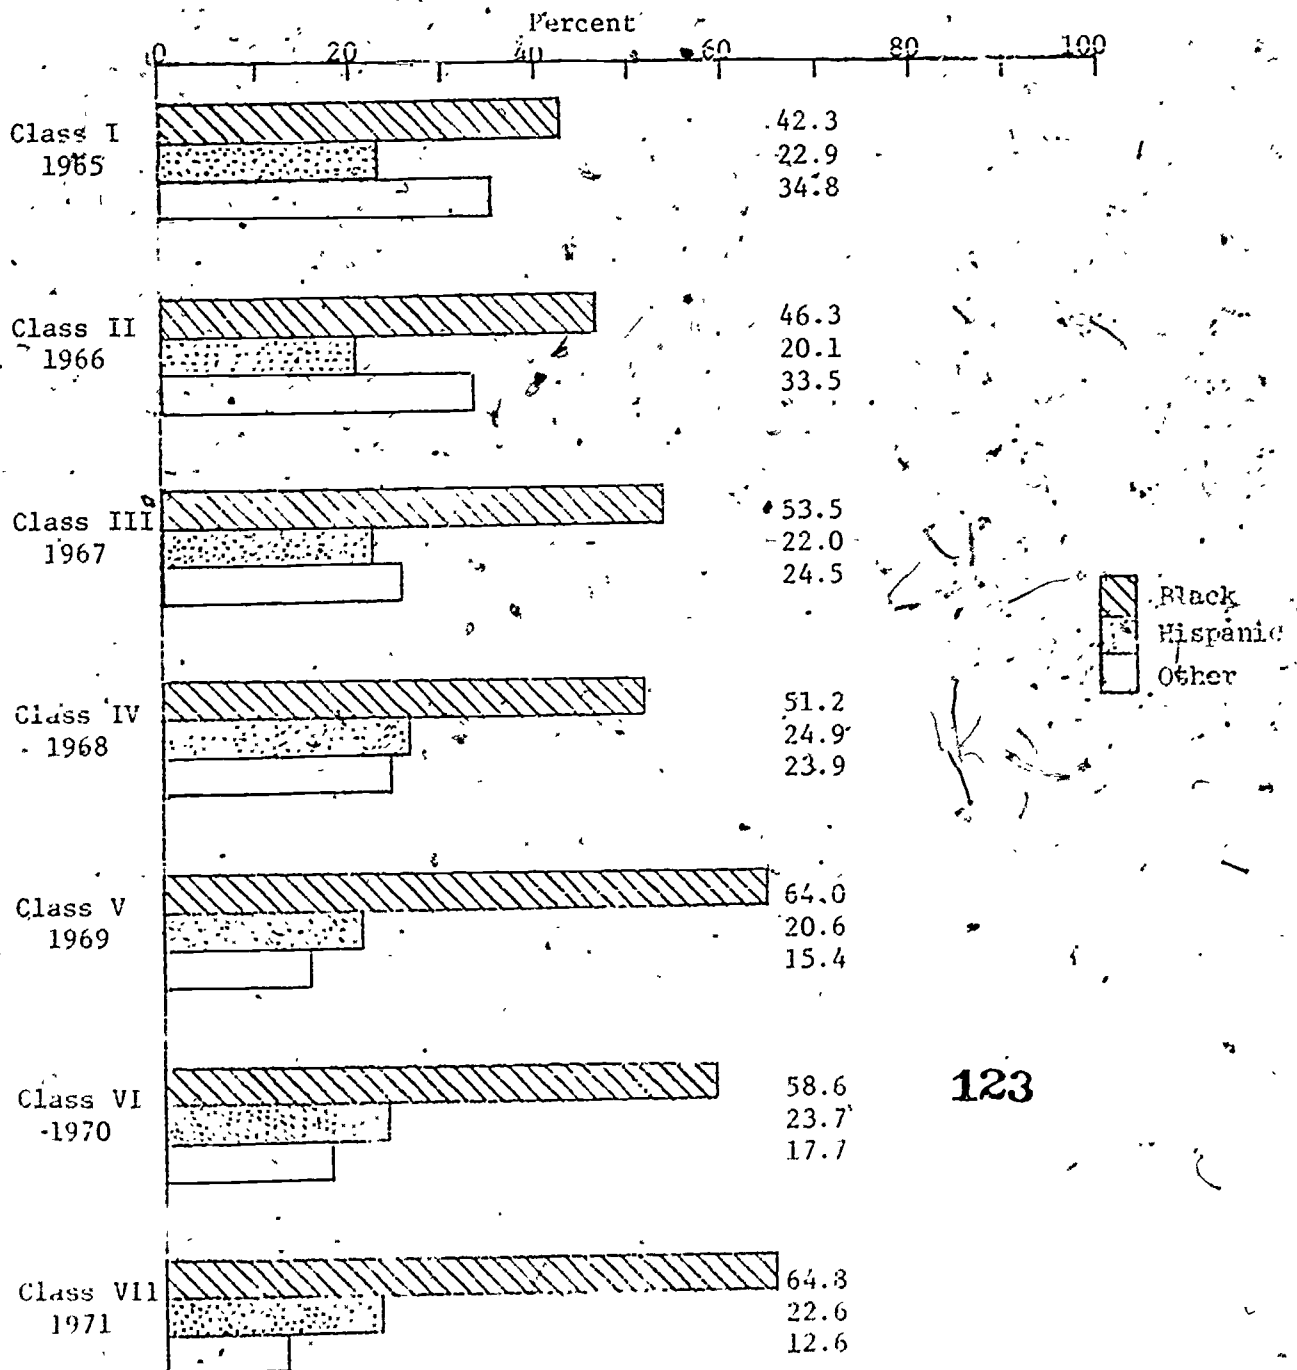 Percent
0 20 40 60 80 100
Class I
1965
42.3
22.9
34.8
Class II
1966
46.3
20.1
33.5
Class III
1967
53.5
22.0
24.5
Black
Hispanic
Other
Class IV
1968
51.2
24.9
23.9
Class V
1969
64.0
20.6
15.4
Class VI
1970
58.6
23.7
17.7
123
Class VII
1971
64.8
22.6
12.6